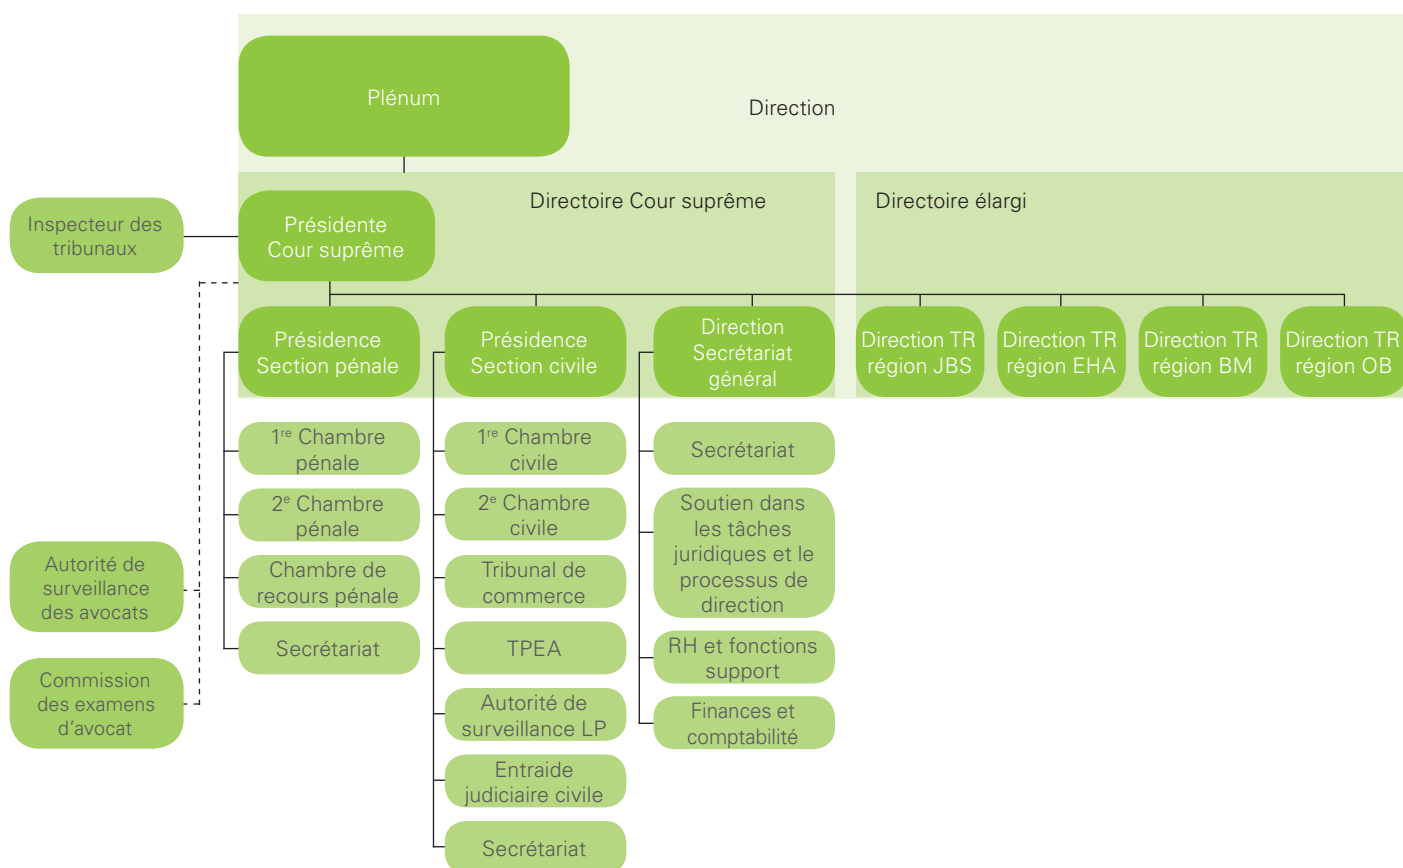 Plénum
Direction
Directoire Cour suprême
Directoire élargi
Inspecteur des
tribunaux
Présidente
Cour suprême
Présidence
Section pénale
Présidence
Section civile
Direction
Secrétariat
général
Direction TR
région JBS
Direction TR
région EHA
Direction TR
région BM
Direction TR
région OB
1re Chambre
pénale
2e Chambre
pénale
Chambre de
recours pénale
Secrétariat
1re Chambre
civile
2e Chambre
civile
Tribunal de
commerce
TPEA
Autorité de
surveillance LP
Entraide
judiciaire civile
Secrétariat
Secrétariat
Soutien dans
les tâches
juridiques et le
processus de
direction
RH et fonctions
support
Finances et
comptabilité
Autorité de
surveillance
des avocats
Commission
des examens
d’avocat